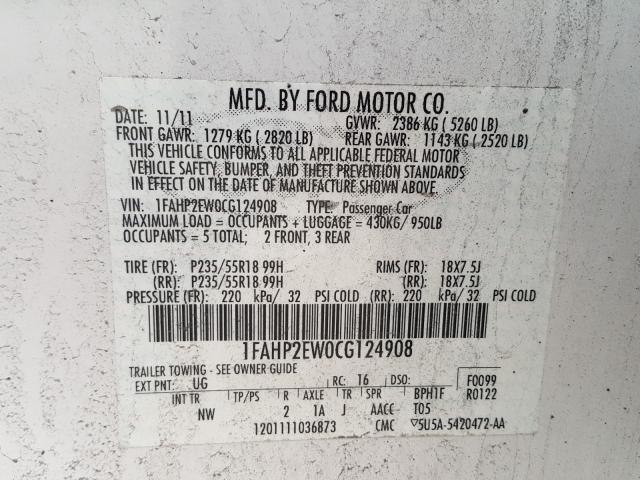 MFD. BY FORD MOTOR CO.
DATE: 11/11 GVWR: 2386 KG ( 5260 LB)
FRONT GAWR: 1279 KG ( 2820 LB) REAR GAWR: 1143 KG ( 2520 LB)
THIS VEHICLE CONFORMS TO ALL APPLICABLE FEDERAL MOTOR
VEHICLE SAFETY, BUMPER, AND THEFT PREVENTION STANDARDS
IN EFFECT ON THE DATE OF MANUFACTURE SHOWN ABOVE.
VIN: 1FAHP2EW0CG124908 TYPE: Passenger Car
MAXIMUM LOAD = OCCUPANTS + LUGGAGE = 430KG/ 950LB
OCCUPANTS = 5 TOTAL; 2 FRONT, 3 REAR
TIRE (FR): P235/55R18 99H RIMS (FR): 18X7.5J
(RR): P235/55R18 99H (RR): 18X7.5J
PRESSURE (FR): 220 kPa/ 32 PSI COLD (RR): 220 kPa/ 32 PSI COLD
1FAHP2EW0CG124908
TRAILER TOWING - SEE OWNER GUIDE
EXT PNT: UG RC: 16 DSO: F0099
INT TR TP/PS R AXLE TR SPR BPH1F R0122
NW 2 1A J AACC T05
1201111036873 CMC ▽5U5A-5420472-AA